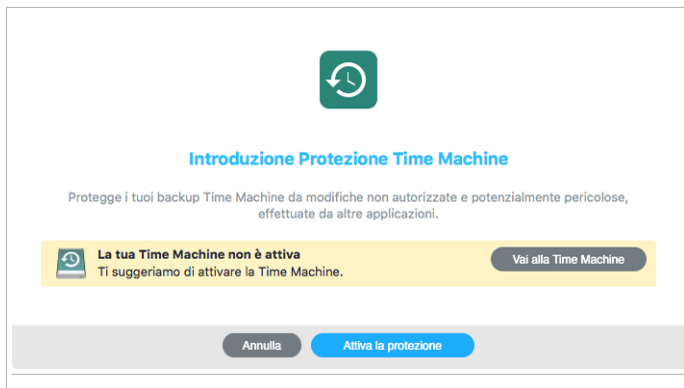 Introduzione Protezione Time Machine
Protegge i tuoi backup Time Machine da modifiche non autorizzate e potenzialmente pericolose,
effettuate da altre applicazioni.
La tua Time Machine non è attiva
Ti suggeriamo di attivare la Time Machine.
Vai alla Time Machine
Annulla
Attiva la protezione